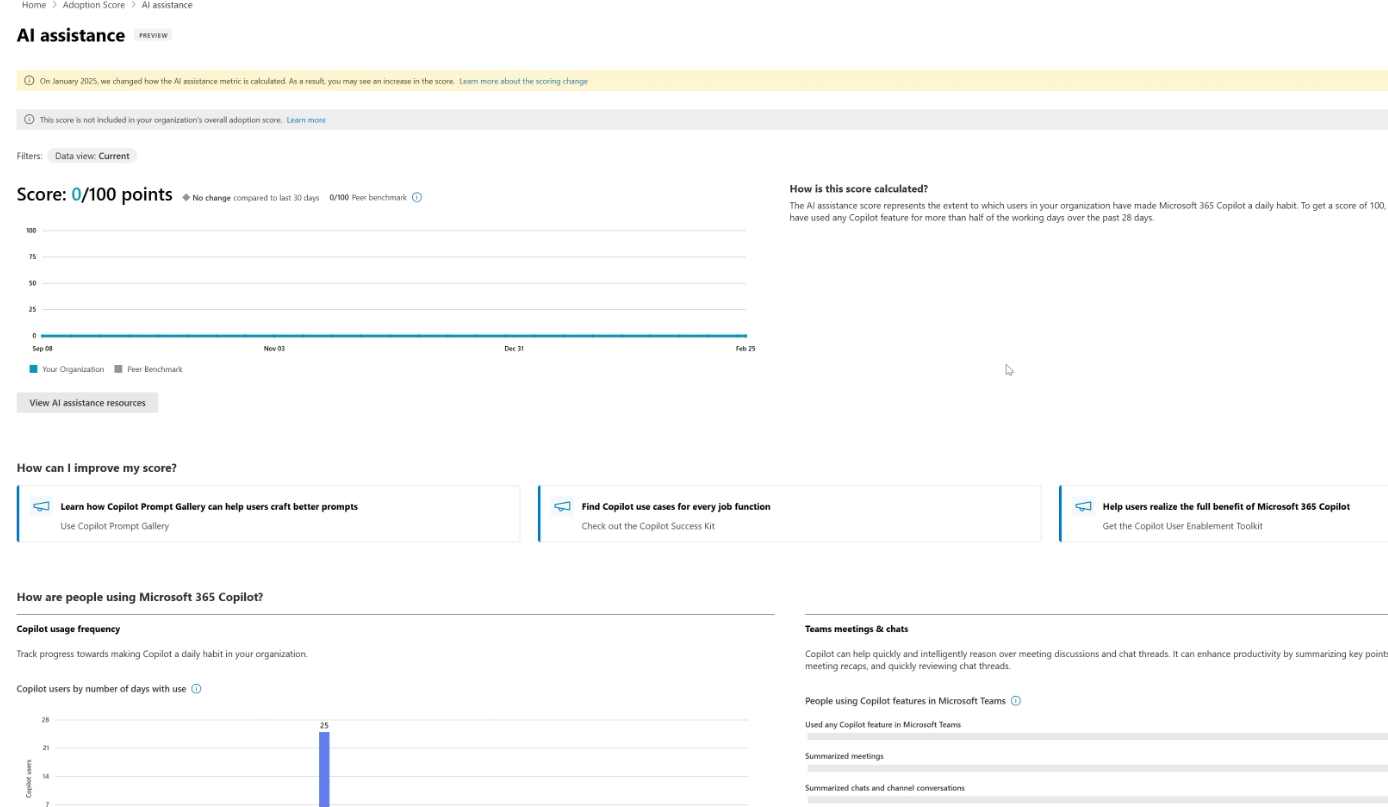 Home > Adoption Score > AI assistance
AI assistance PREVIEW
On January 2025, we changed how the AI assistance metric is calculated. As a result, you may see an increase in the score. Learn more about the scoring change
This score is not included in your organization's overall adoption score. Learn more
Filters: Data view: Current
Score: 0/100 points No change compared to last 30 days 0/100 Peer benchmark
100
75
50
25
0
Sep 08 Nov 03 Dec 31 Feb 25
Your Organization Peer Benchmark
View AI assistance resources
How is this score calculated?
The AI assistance score represents the extent to which users in your organization have made Microsoft 365 Copilot a daily habit. To get a score of 100,
have used any Copilot feature for more than half of the working days over the past 28 days.
How can I improve my score?
Learn how Copilot Prompt Gallery can help users craft better prompts
Use Copilot Prompt Gallery
Find Copilot use cases for every job function
Check out the Copilot Success Kit
Help users realize the full benefit of Microsoft 365 Copilot
Get the Copilot User Enablement Toolkit
How are people using Microsoft 365 Copilot?
Copilot usage frequency
Track progress towards making Copilot a daily habit in your organization.
Copilot users by number of days with use
28
25
21
14
7
Copilot users
Teams meetings & chats
Copilot can help quickly and intelligently reason over meeting discussions and chat threads. It can enhance productivity by summarizing key points
meeting recaps, and quickly reviewing chat threads.
People using Copilot features in Microsoft Teams
Used any Copilot feature in Microsoft Teams
Summarized meetings
Summarized chats and channel conversations